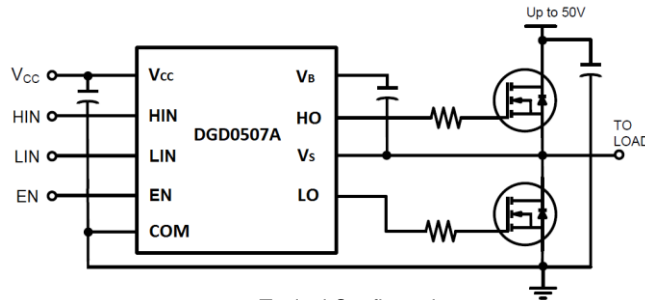 Up to 50V
Vcc Vcc VB
HIN HIN HO
DGD0507A
LIN LIN Vs
TO
LOAD
EN EN LO
COM